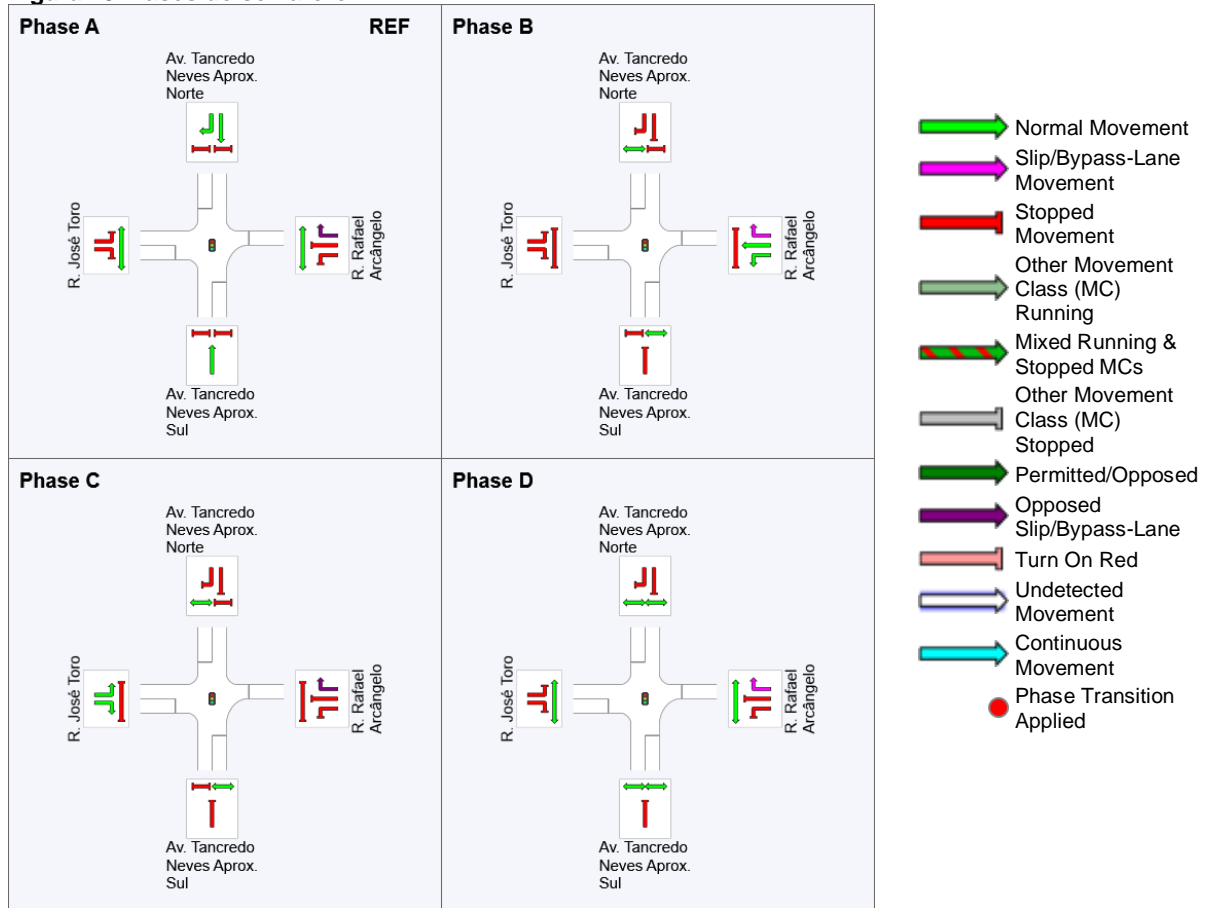 Phase A
REF
Av. Tancredo
Neves Aprox.
Norte
R. José Toro
R. Rafael
Arcângelo
Av. Tancredo
Neves Aprox.
Sul
Phase B
Av. Tancredo
Neves Aprox.
Norte
R. José Toro
R. Rafael
Arcângelo
Av. Tancredo
Neves Aprox.
Sul
Phase C
Av. Tancredo
Neves Aprox.
Norte
R. José Toro
R. Rafael
Arcângelo
Av. Tancredo
Neves Aprox.
Sul
Phase D
Av. Tancredo
Neves Aprox.
Norte
R. José Toro
R. Rafael
Arcângelo
Av. Tancredo
Neves Aprox.
Sul
Normal Movement
Slip/Bypass-Lane
Movement
Stopped
Movement
Other Movement
Class (MC)
Running
Mixed Running &
Stopped MCs
Other Movement
Class (MC)
Stopped
Permitted/Opposed
Opposed
Slip/Bypass-Lane
Turn On Red
Undetected
Movement
Continuous
Movement
Phase Transition
Applied